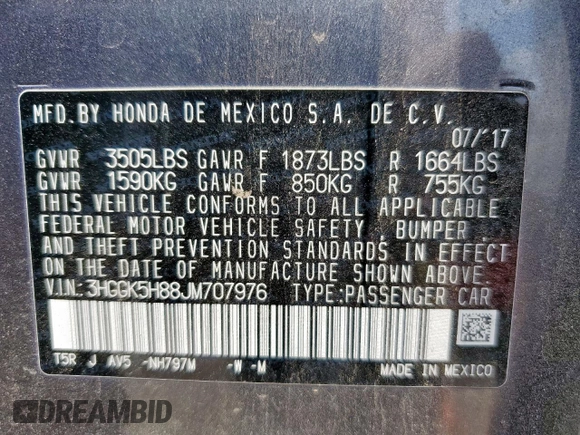 MFD.BY HONDA DE MEXICO S.A. DE C.V.
07/'17
GVWR 3505LBS GAWR F 1873LBS R 1664LBS
GVWR 1590KG GAWR F 850KG R 755KG
THIS VEHICLE CONFORMS TO ALL APPLICABLE
FEDERAL MOTOR VEHICLE SAFETY, BUMPER,
AND THEFT PREVENTION STANDARDS IN EFFECT
ON THE DATE OF MANUFACTURE SHOWN ABOVE.
V.I.N.: 3HGGK5H88JM707976 TYPE:PASSENGER CAR
T5R J AV5 -NH797M -W -M MADE IN MEXICO
DREAMBID